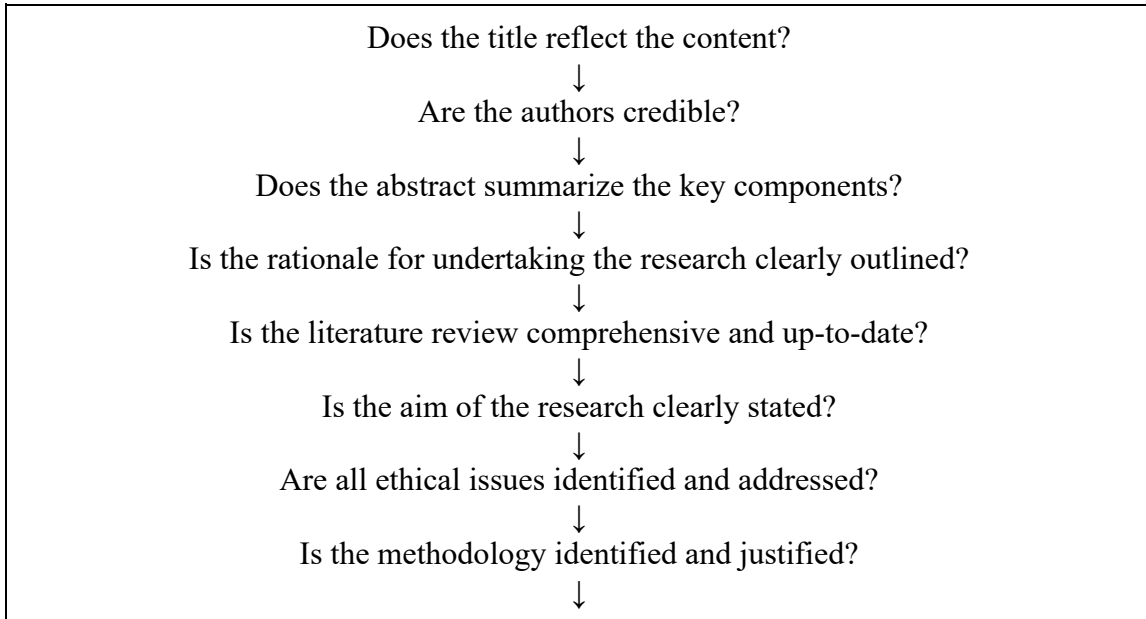 Does the title reflect the content?
↓
Are the authors credible?
↓
Does the abstract summarize the key components?
↓
Is the rationale for undertaking the research clearly outlined?
↓
Is the literature review comprehensive and up-to-date?
↓
Is the aim of the research clearly stated?
↓
Are all ethical issues identified and addressed?
↓
Is the methodology identified and justified?
↓